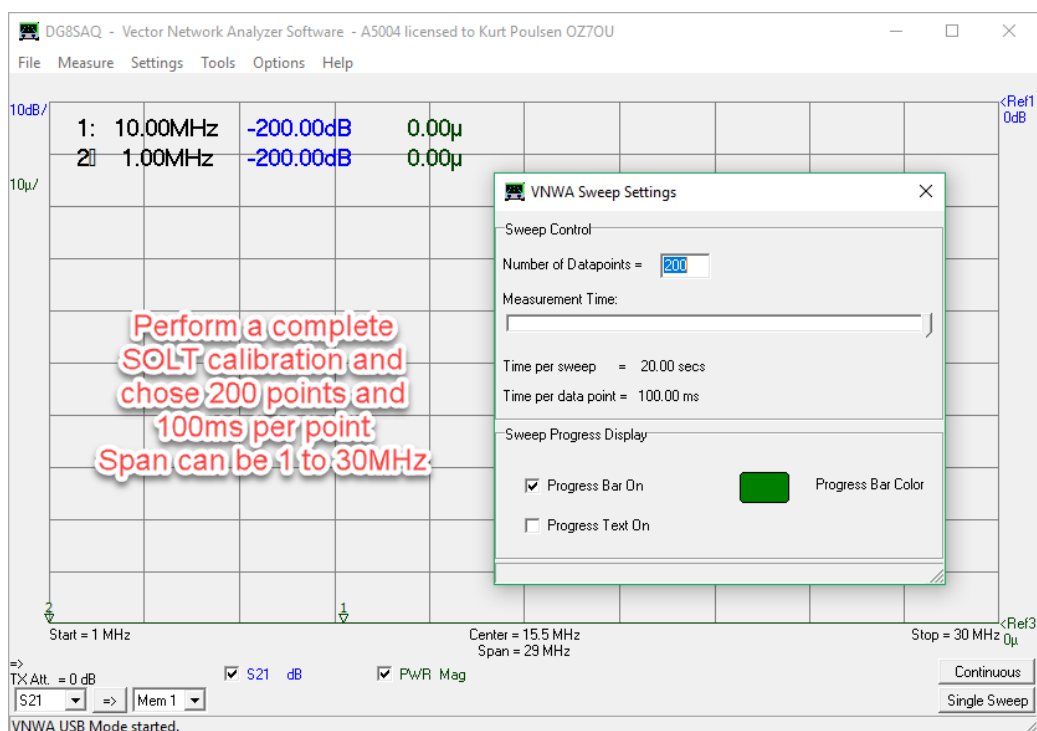 DG8SAQ - Vector Network Analyzer Software - A5004 licensed to Kurt Poulsen OZ7OU
File Measure Settings Tools Options Help
10dB/
<Ref1
0dB
1: 10.00MHz -200.00dB 0.00µ
2 1.00MHz -200.00dB 0.00µ
10µ/
VNWA Sweep Settings
Sweep Control
Number of Datapoints = 200
Measurement Time:
Time per sweep = 20.00 secs
Time per data point = 100.00 ms
Sweep Progress Display
Progress Bar On
Progress Bar Color
Progress Text On
Perform a complete
SOLT calibration and
chose 200 points and
100ms per point
Span can be 1 to 30MHz
2
1
<Ref3
0µ
Start = 1 MHz
Center = 15.5 MHz
Stop = 30 MHz
Span = 29 MHz
=>
TX Att. = 0 dB
S21 dB
PWR Mag
Continuous
S21 => Mem 1
Single Sweep
VNWA USB Mode started.